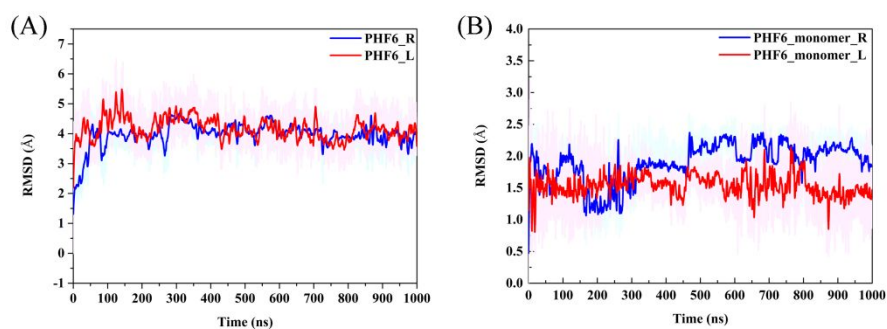 (A)
PHF6_R
PHF6_L
RMSD (Å)
7
6
5
4
3
2
1
0
-1
0 100 200 300 400 500 600 700 800 900 1000
Time (ns)
(B)
PHF6_monomer_R
PHF6_monomer_L
RMSD (Å)
4.0
3.5
3.0
2.5
2.0
1.5
1.0
0.5
0.0
0 100 200 300 400 500 600 700 800 900 1000
Time (ns)